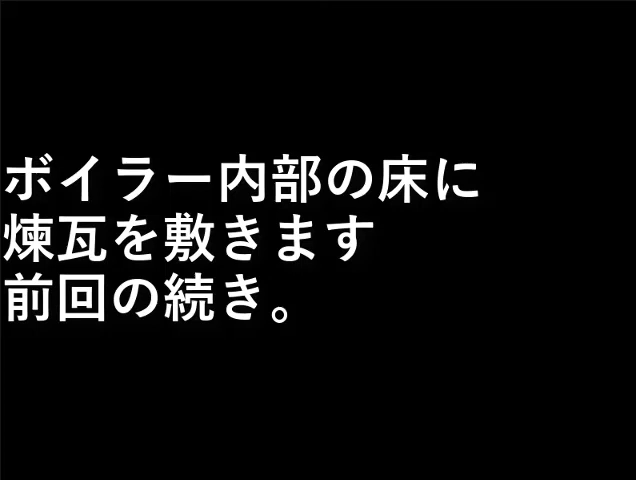 ボイラー内部の床に
煉瓦を敷きます
前回の続き。